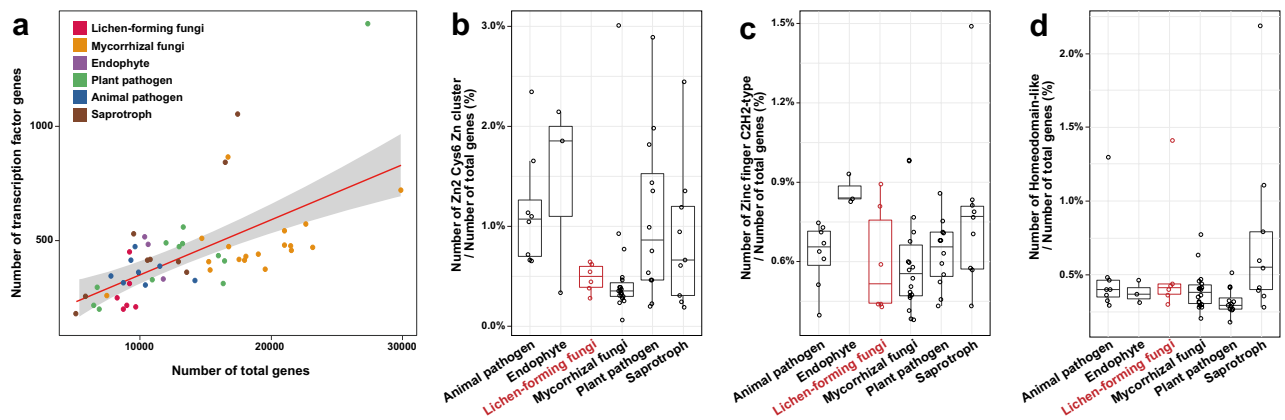 a
Number of transcription factor genes
1000
500
Lichen-forming fungi
Mycorrhizal fungi
Endophyte
Plant pathogen
Animal pathogen
Saprotroph
10000
20000
30000
Number of total genes
b
Number of Zn2 Cys6 Zn cluster
/ Number of total genes (%)
3.0%
2.0%
1.0%
0.0%
Animal pathogen
Endophyte
Lichen-forming fungi
Mycorrhizal fungi
Plant pathogen
Saprotroph
c
Number of Zinc finger C2H2-type
/ Number of total genes (%)
1.5%
1.2%
0.9%
0.6%
Animal pathogen
Endophyte
Lichen-forming fungi
Mycorrhizal fungi
Plant pathogen
Saprotroph
d
Number of Homeodomain-like
/ Number of total genes (%)
2.0%
1.5%
1.0%
0.5%
0.0%
Animal pathogen
Endophyte
Lichen-forming fungi
Mycorrhizal fungi
Plant pathogen
Saprotroph